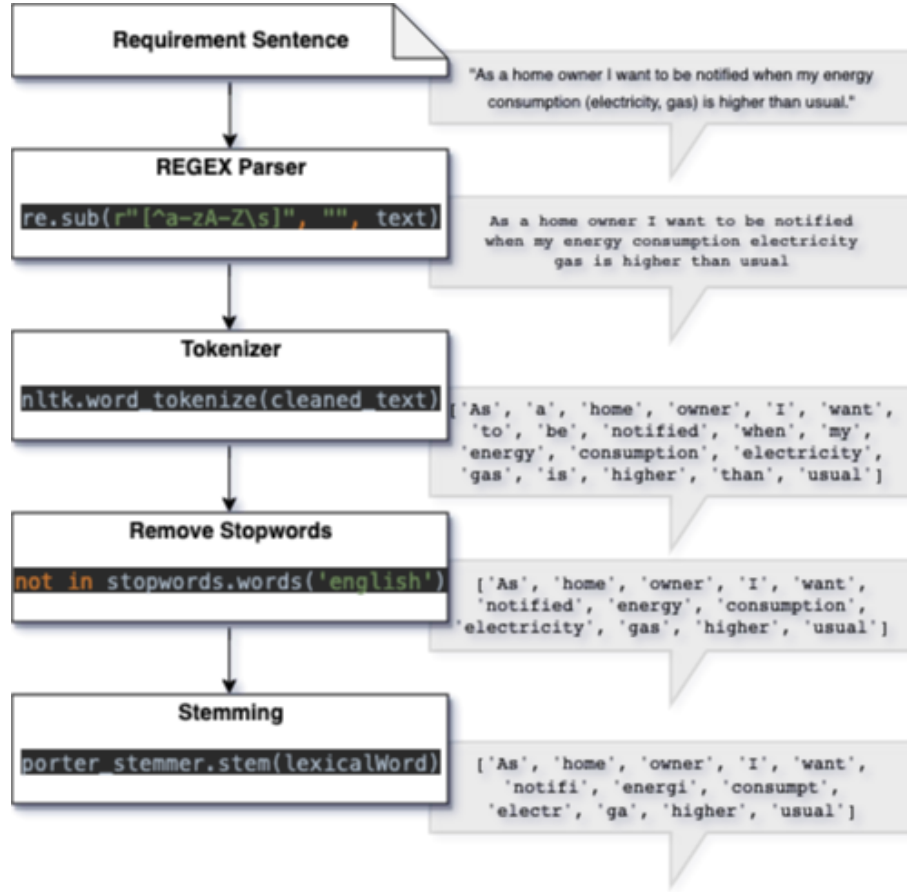 Requirement Sentence
"As a home owner I want to be notified when my energy
consumption (electricity, gas) is higher than usual."
REGEX Parser
re.sub(r"[^a-zA-Z\s]", "", text)
As a home owner I want to be notified
when my energy consumption electricity
gas is higher than usual
Tokenizer
nltk.word_tokenize(cleaned_text)
['As', 'a', 'home', 'owner', 'I', 'want',
'to', 'be', 'notified', 'when', 'my',
'energy', 'consumption', 'electricity',
'gas', 'is', 'higher', 'than', 'usual']
Remove Stopwords
not in stopwords.words('english')
['As', 'home', 'owner', 'I', 'want',
'notified', 'energy', 'consumption',
'electricity', 'gas', 'higher', 'usual']
Stemming
porter_stemmer.stem(lexicalWord)
['As', 'home', 'owner', 'I', 'want',
'notifi', 'energi', 'consumpt',
'electr', 'ga', 'higher', 'usual']